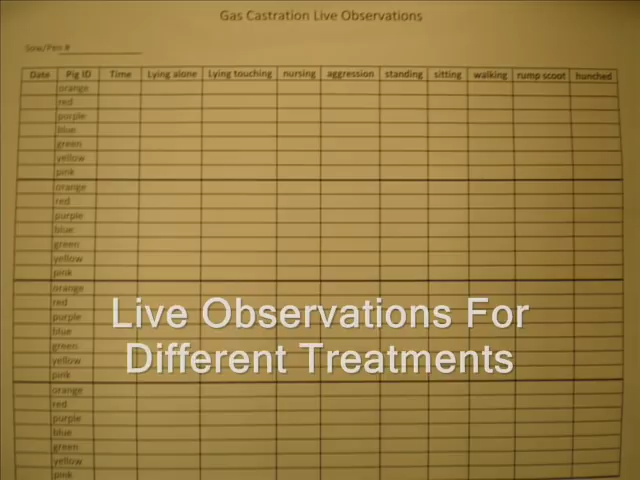 Gas Castration Live Observations
Sow/Pen #
Date Pig ID Time Lying alone Lying touching nursing aggression standing sitting walking rump scoot hunched
orange
red
purple
blue
green
yellow
pink
orange
red
purple
blue
green
yellow
pink
orange
red
purple
blue
green
yellow
pink
orange
red
purple
blue
green
yellow
pink
Live Observations For
Different Treatments